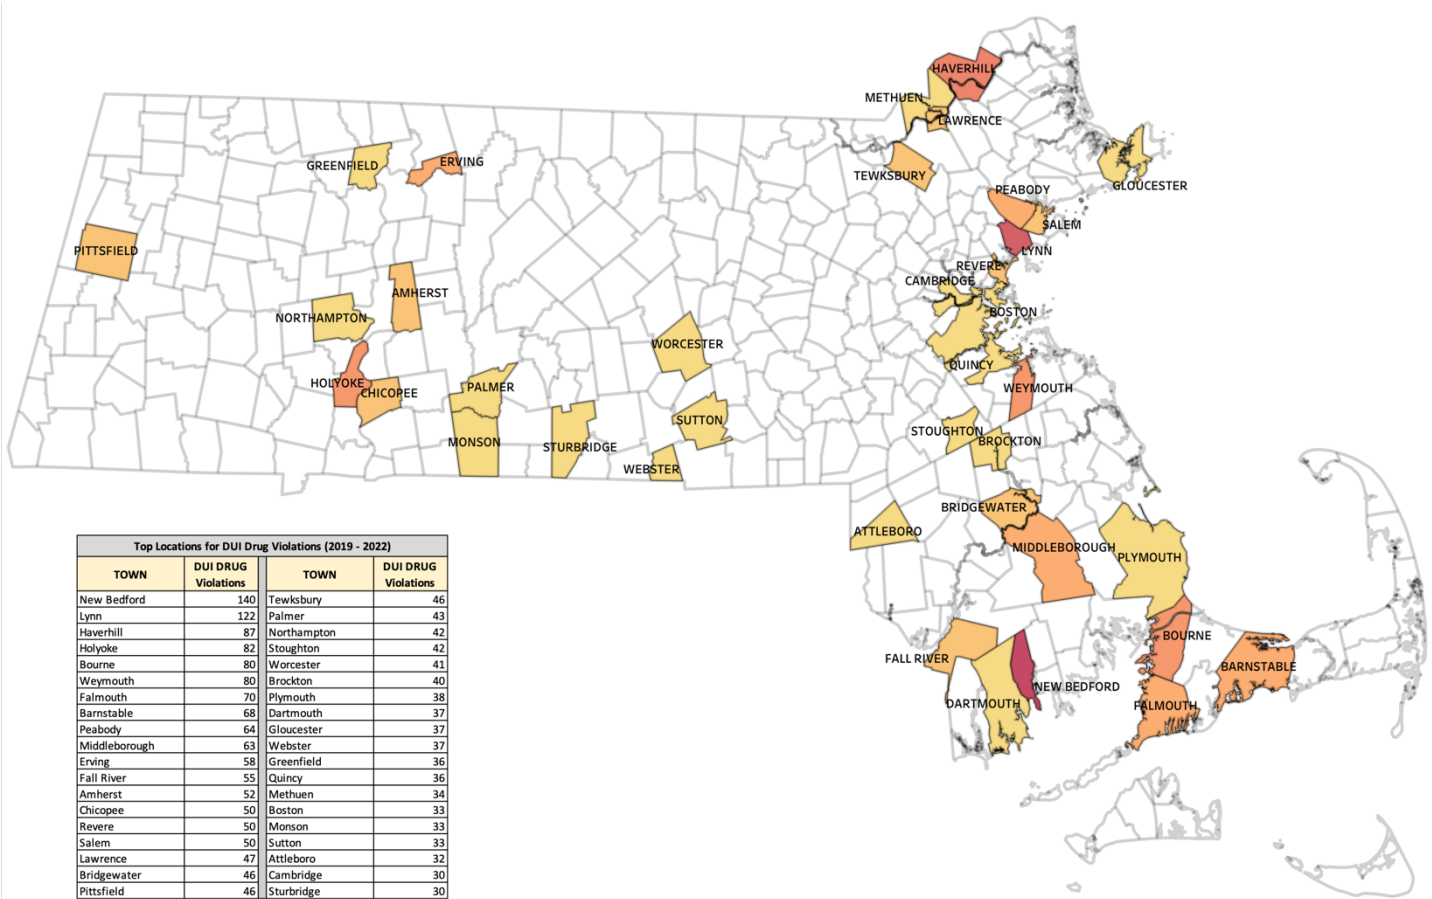 HAVERHILL
METHUEN
LAWRENCE
GREENFIELD
ERVING
TEWKSBURY
GLOUCESTER
PEABODY
SALEM
PITTSFIELD
LYNN
REVERE
CAMBRIDGE
AMHERST
BOSTON
NORTHAMPTON
WORCESTER
QUINCY
HOLYOKE
PALMER
WEYMOUTH
CHICOPEE
SUTTON
STOUGHTON
MONSON
STURBRIDGE
BROCKTON
WEBSTER
BRIDGEWATER
ATTLEBORO
MIDDLEBOROUGH
PLYMOUTH
BOURNE
FALL RIVER
BARNSTABLE
NEW BEDFORD
DARTMOUTH
FALMOUTH
Top Locations for DUI Drug Violations (2019 - 2022)
TOWN DUI DRUG Violations TOWN DUI DRUG Violations
New Bedford 140 Tewksbury 46
Lynn 122 Palmer 43
Haverhill 87 Northampton 42
Holyoke 82 Stoughton 42
Bourne 80 Worcester 41
Weymouth 80 Brockton 40
Falmouth 70 Plymouth 38
Barnstable 68 Dartmouth 37
Peabody 64 Gloucester 37
Middleborough 63 Webster 37
Erving 58 Greenfield 36
Fall River 55 Quincy 36
Amherst 52 Methuen 34
Chicopee 50 Boston 33
Revere 50 Monson 33
Salem 50 Sutton 33
Lawrence 47 Attleboro 32
Bridgewater 46 Cambridge 30
Pittsfield 46 Sturbridge 30